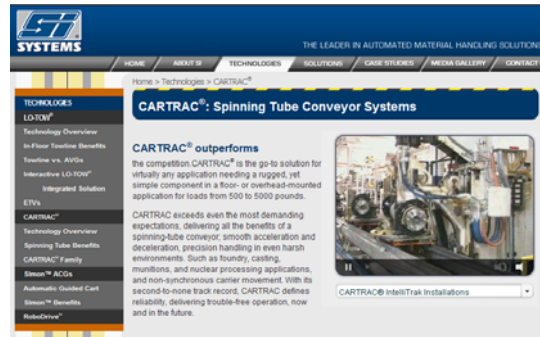 Si
SYSTEMS
THE LEADER IN AUTOMATED MATERIAL HANDLING SOLUTIONS
HOME
ABOUT SI
TECHNOLOGIES
SOLUTIONS
CASE STUDIES
MEDIA GALLERY
CONTACT
Home > Technologies > CARTRAC®
TECHNOLOGIES
LO-TOW®
Technology Overview
In-Floor Towline Benefits
Towline vs. AVGs
Interactive LO-TOW®
Integrated Solution
ETVs
CARTRAC®
Technology Overview
Spinning Tube Benefits
CARTRAC® Family
Simon™ ACGs
Automatic Guided Cart
Simon™ Benefits
RoboDrive™
CARTRAC®: Spinning Tube Conveyor Systems
CARTRAC® outperforms
the competition.CARTRAC® is the go-to solution for
virtually any application needing a rugged, yet
simple component in a floor- or overhead-mounted
application for loads from 500 to 5000 pounds.
CARTRAC exceeds even the most demanding
expectations, delivering all the benefits of a
spinning-tube conveyor; smooth acceleration and
deceleration, precision handling in even harsh
environments. Such as foundry, casting,
munitions, and nuclear processing applications,
and non-synchronous carrier movement. With its
second-to-none track record, CARTRAC defines
reliability, delivering trouble-free operation, now
and in the future.
CARTRAC® IntelliTrak Installations